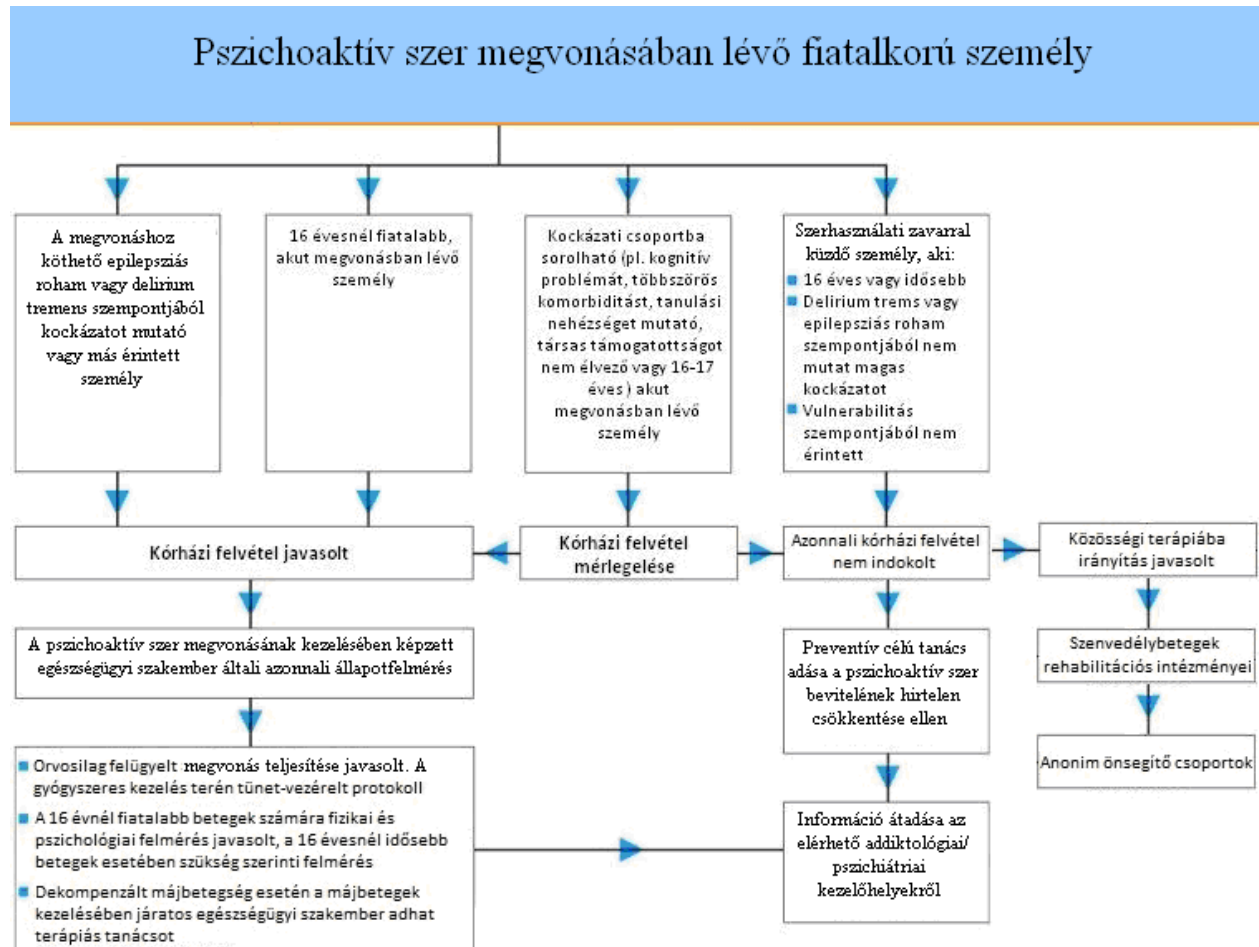 Pszichoaktív szer megvonásában lévő fiatalkorú személy
A megvonáshoz
köthető epilepsziás
roham vagy delirium
tremens szempontjából
kockázatot mutató
vagy más érintett
személy
16 évesnél fiatalabb,
akut megvonásban lévő
személy
Kockázati csoportba
sorolható (pl. kognitív
problémát, többszörös
komorbiditást, tanulási
nehézséget mutató,
társas támogatottságot
nem élvező vagy 16-17
éves ) akut
megvonásban lévő
személy
Szerhasználati zavarral
küzdő személy, aki:
16 éves vagy idősebb
Delirium trems vagy
epilepsziás roham
szempontjából nem
mutat magas
kockázatot
Vulnerabilitás
szempontjából nem
érintett
Kórházi felvétel javasolt
Kórházi felvétel
mérlegelése
Azonnali kórházi felvétel
nem indokolt
Közösségi terápiába
irányítás javasolt
A pszichoaktív szer megvonásának kezelésében képzett
egészségügyi szakember általi azonnali állapotfelmérés
Preventív célú tanács
adása a pszichoaktív szer
bevitelének hirtelen
csökkentése ellen
Szenvedélybetegek
rehabilitációs intézményei
Anonim önsegítő csoportok
Orvosilag felügyelt megvonás teljesítése javasolt. A
gyógyszeres kezelés terén tünet-vezérelt protokoll
A 16 évnél fiatalabb betegek számára fizikai és
pszichológiai felmérés javasolt, a 16 évesnél idősebb
betegek esetében szükség szerinti felmérés
Dekompenzált májbetegség esetén a májbetegek
kezelésében járatos egészségügyi szakember adhat
terápiás tanácsot
Információ átadása az
elérhető addiktológiai/
pszichiátriai
kezelőhelyekről